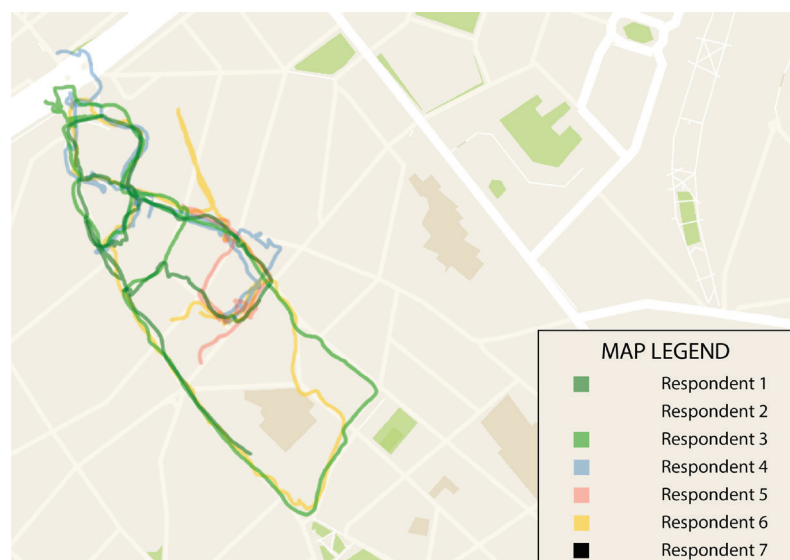 MAP LEGEND
Respondent 1
Respondent 2
Respondent 3
Respondent 4
Respondent 5
Respondent 6
Respondent 7